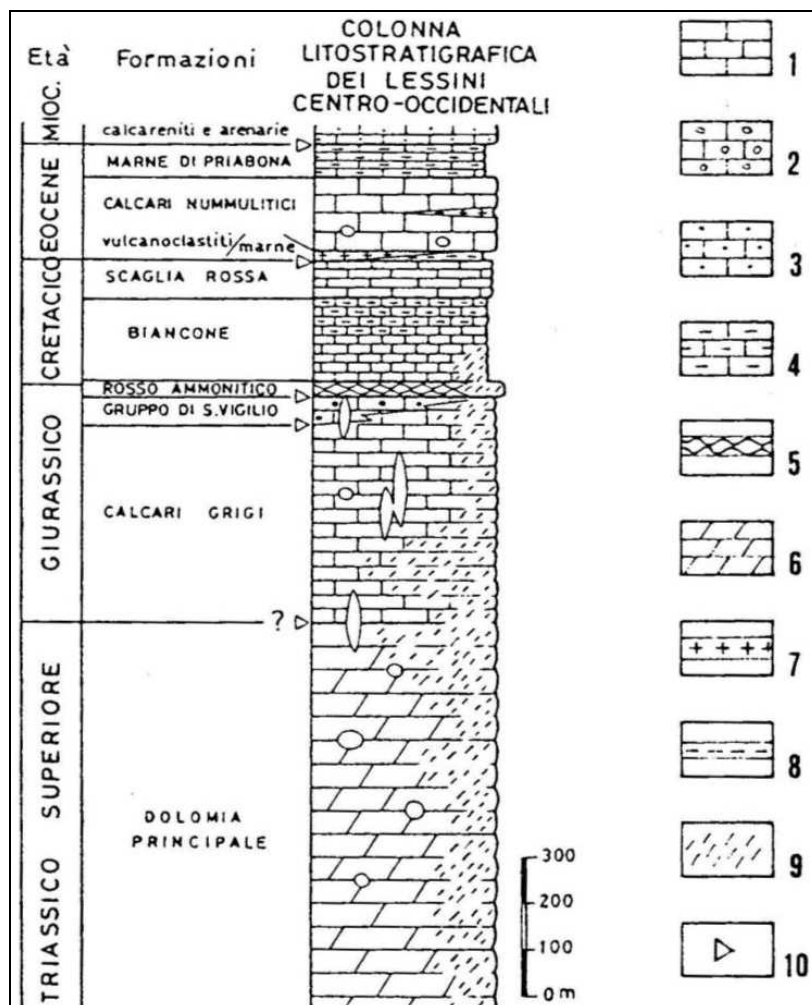 COLONNA
LITOSTRATIGRAFICA
DEI LESSINI
CENTRO-OCCIDENTALI
Età
Formazioni
MIOC.
calcareniti e arenarie
EOCENE
MARNE DI PRIABONA
CALCARI NUMMULITICI
vulcanoclastiti/marne
CRETACICO
SCAGLIA ROSSA
BIANCONE
GIURASSICO
ROSSO AMMONITICO
GRUPPO DI S.VIGILIO
CALCARI GRIGI
?
TRIASSICO SUPERIORE
DOLOMIA
PRINCIPALE
300
200
100
0 m
1
2
3
4
5
6
7
8
9
10